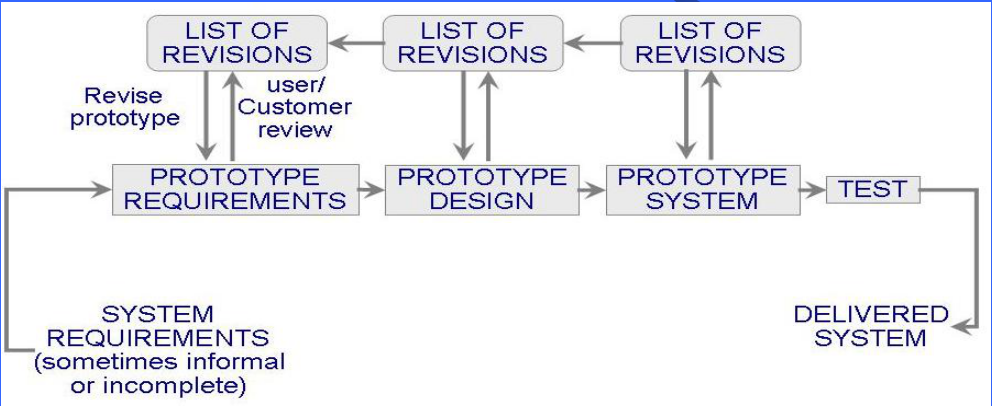 LIST OF
REVISIONS
LIST OF
REVISIONS
LIST OF
REVISIONS
Revise
prototype
user/
Customer
review
PROTOTYPE
REQUIREMENTS
PROTOTYPE
DESIGN
PROTOTYPE
SYSTEM
TEST
SYSTEM
REQUIREMENTS
(sometimes informal
or incomplete)
DELIVERED
SYSTEM